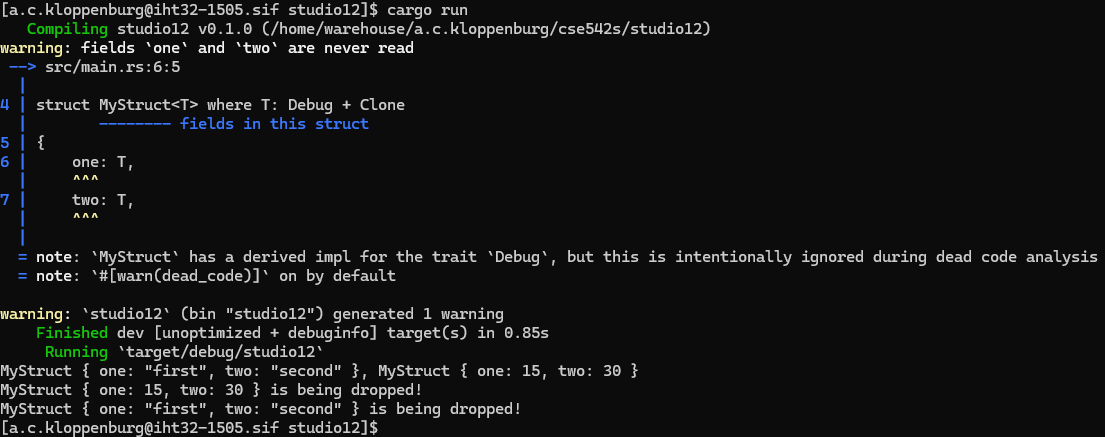 [a.c.kloppenburg@iht32-1505.sif studio12]$ cargo run
   Compiling studio12 v0.1.0 (/home/warehouse/a.c.kloppenburg/cse542s/studio12)
warning: fields `one` and `two` are never read
 --> src/main.rs:6:5
  |
4 | struct MyStruct<T> where T: Debug + Clone
  |        -------- fields in this struct
5 | {
6 |     one: T,
  |     ^^^
7 |     two: T,
  |     ^^^
  |
  = note: `MyStruct` has a derived impl for the trait `Debug`, but this is intentionally ignored during dead code analysis
  = note: `#[warn(dead_code)]` on by default

warning: `studio12` (bin "studio12") generated 1 warning
    Finished dev [unoptimized + debuginfo] target(s) in 0.85s
     Running `target/debug/studio12`
MyStruct { one: "first", two: "second" }, MyStruct { one: 15, two: 30 }
MyStruct { one: 15, two: 30 } is being dropped!
MyStruct { one: "first", two: "second" } is being dropped!
[a.c.kloppenburg@iht32-1505.sif studio12]$